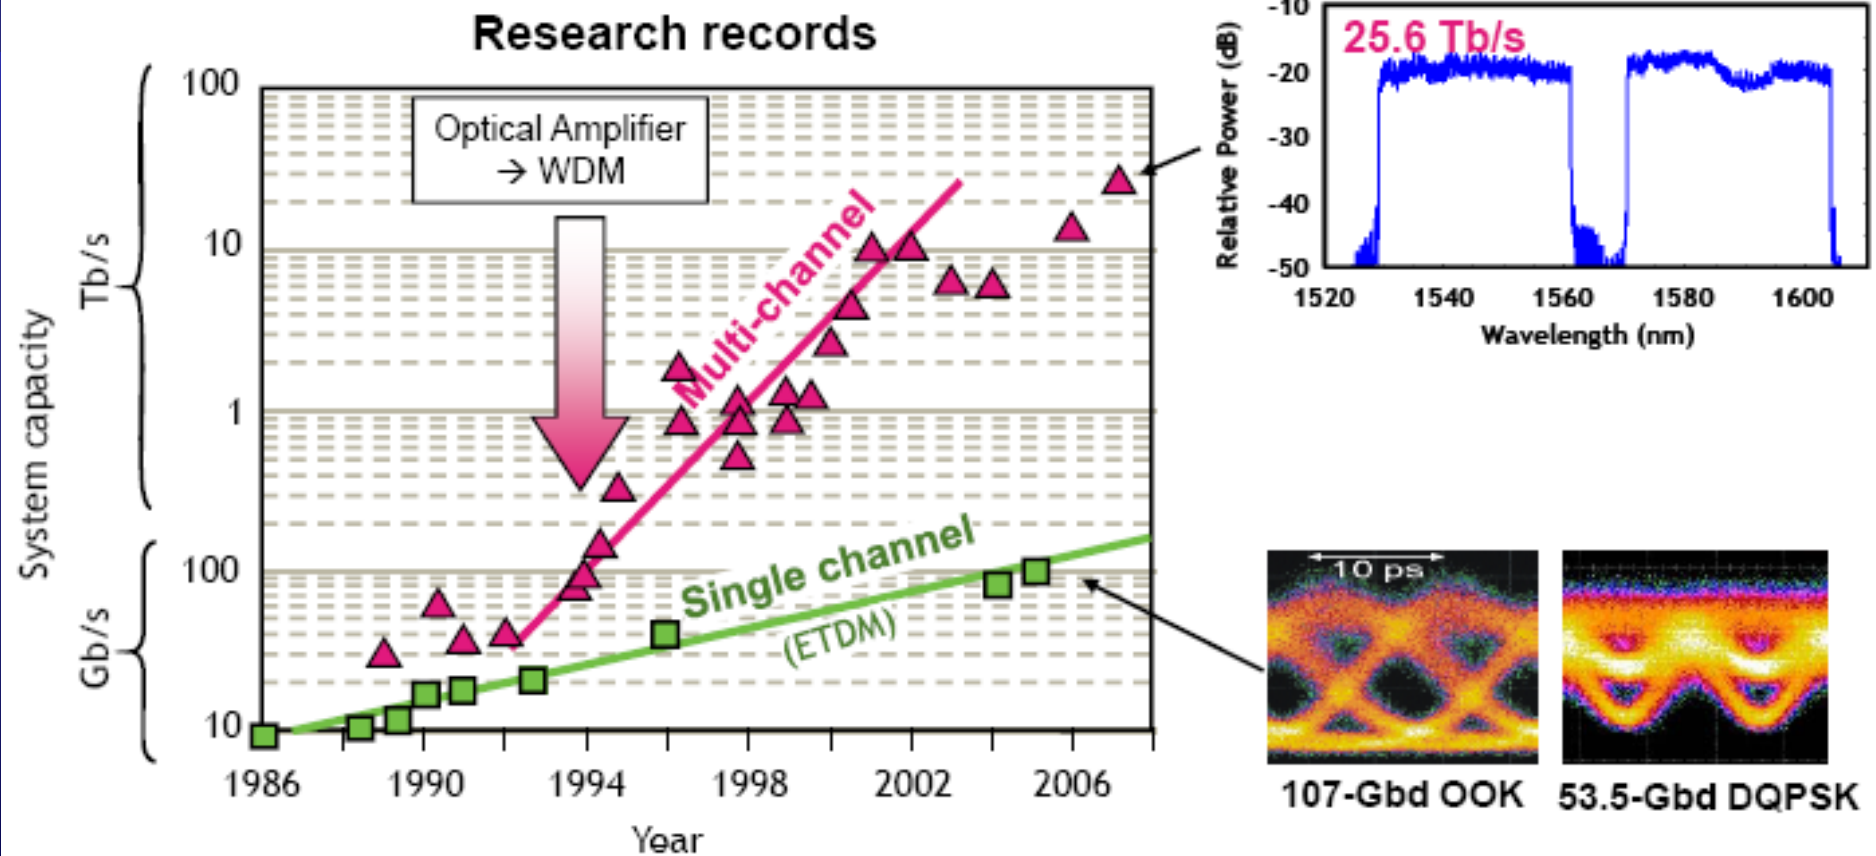 Research records
100
10
1
100
10
System capacity
Tb/s
Gb/s
Optical Amplifier
→ WDM
Multi-channel
Single channel
(ETDM)
1986
1990
1994
1998
2002
2006
Year
25.6 Tb/s
Relative Power (dB)
-10
-20
-30
-40
-50
1520
1540
1560
1580
1600
Wavelength (nm)
10 ps
107-Gbd OOK
53.5-Gbd DQPSK